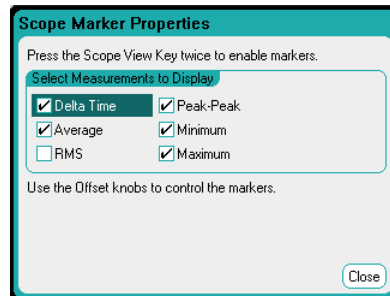 Scope Marker Properties
Press the Scope View Key twice to enable markers.
Select Measurements to Display
Delta Time Peak-Peak
Average Minimum
RMS Maximum
Use the Offset knobs to control the markers.
Close